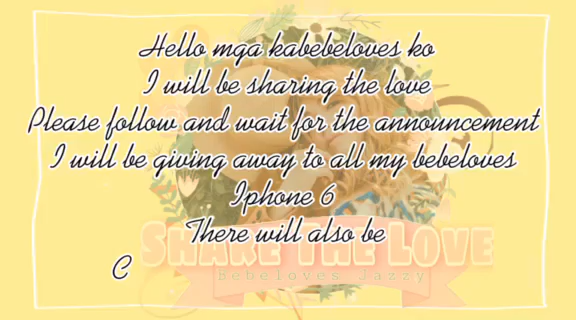 Hello mga kabebeloves ko
I will be sharing the love
Please follow and wait for the announcement
I will be giving away to all my bebeloves
Iphone 6
There will also be
C
SHARE THE LOVE
Bebeloves Jazzy